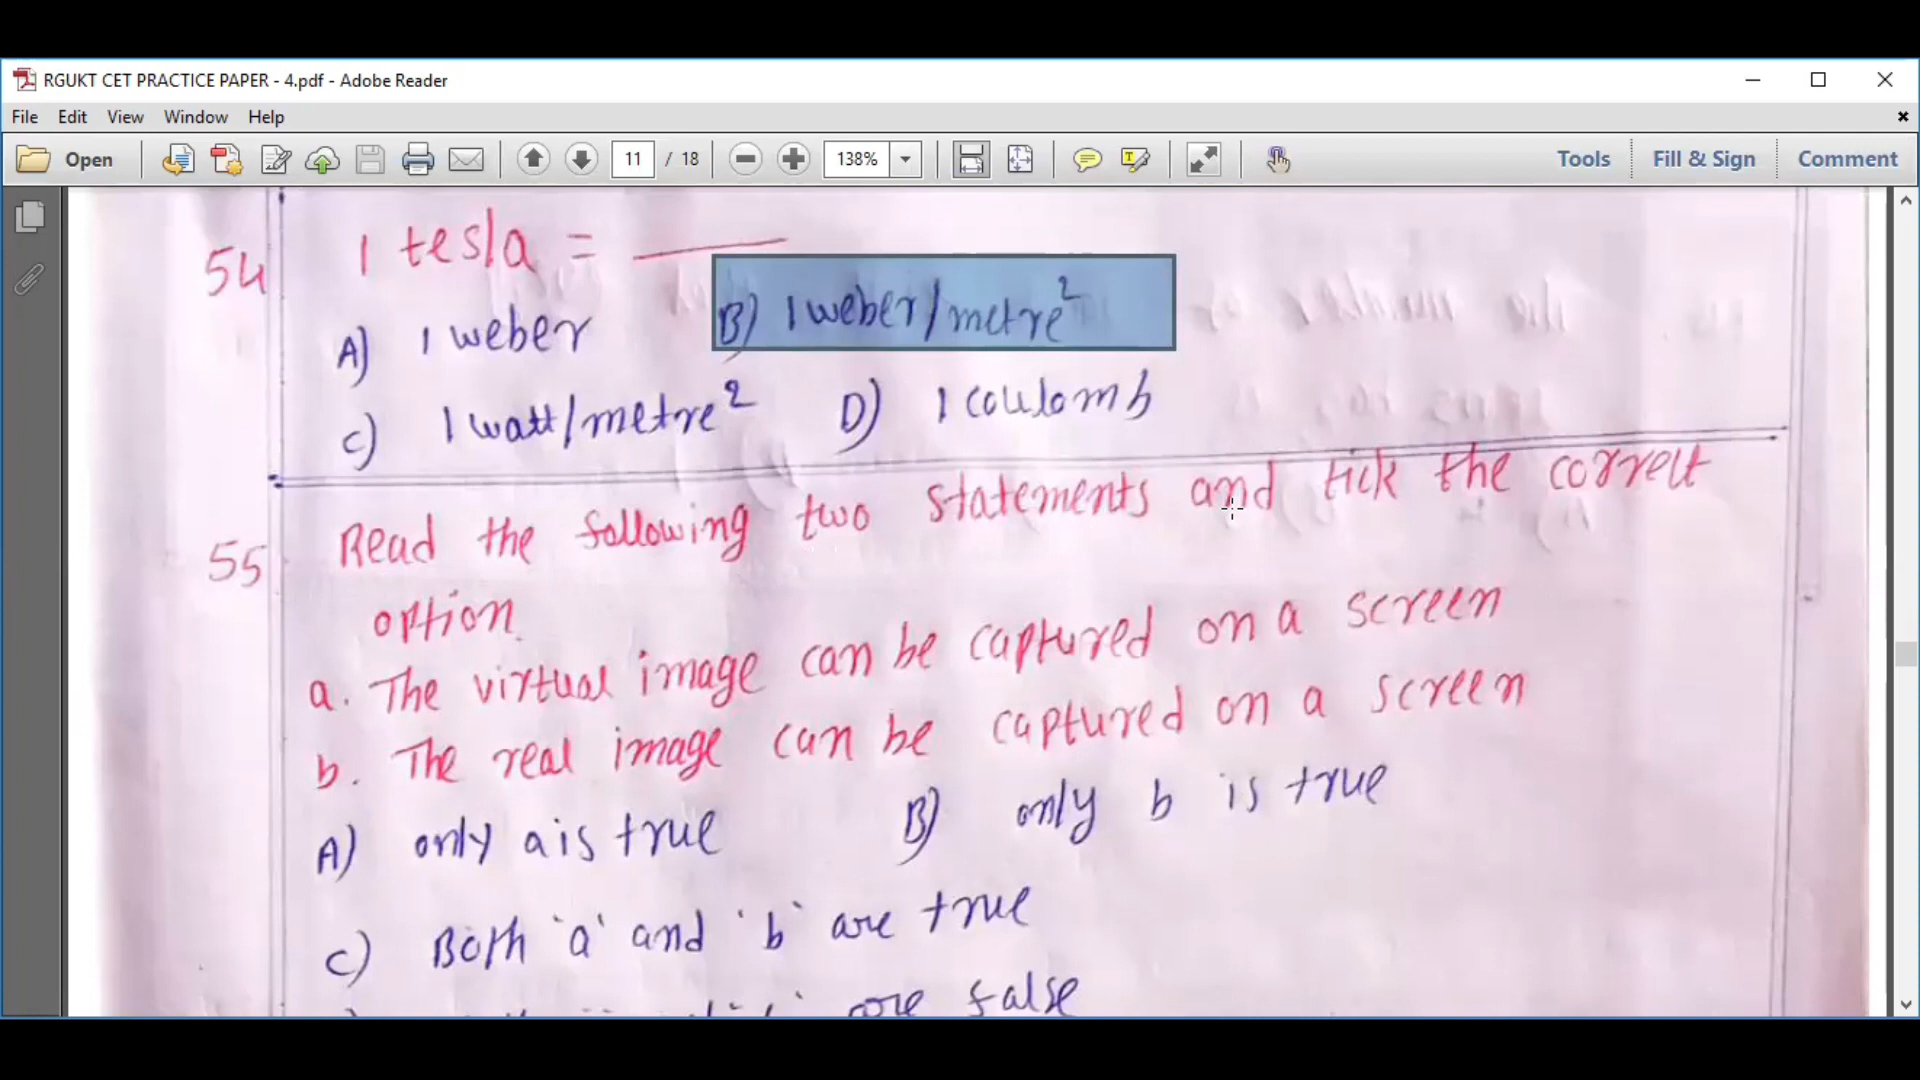 RGUKT CET PRACTICE PAPER - 4.pdf - Adobe Reader
File Edit View Window Help
Open 11 / 18 138% Tools Fill & Sign Comment
54 1 tesla =
A) 1 weber B) 1 weber/metre²
C) 1 watt/metre² D) 1 coulomb
55 Read the following two statements and tick the correct
option.
a. The virtual image can be captured on a screen
b. The real image can be captured on a screen
A) only a is true B) only b is true
C) Both 'a' and 'b' are true
are false